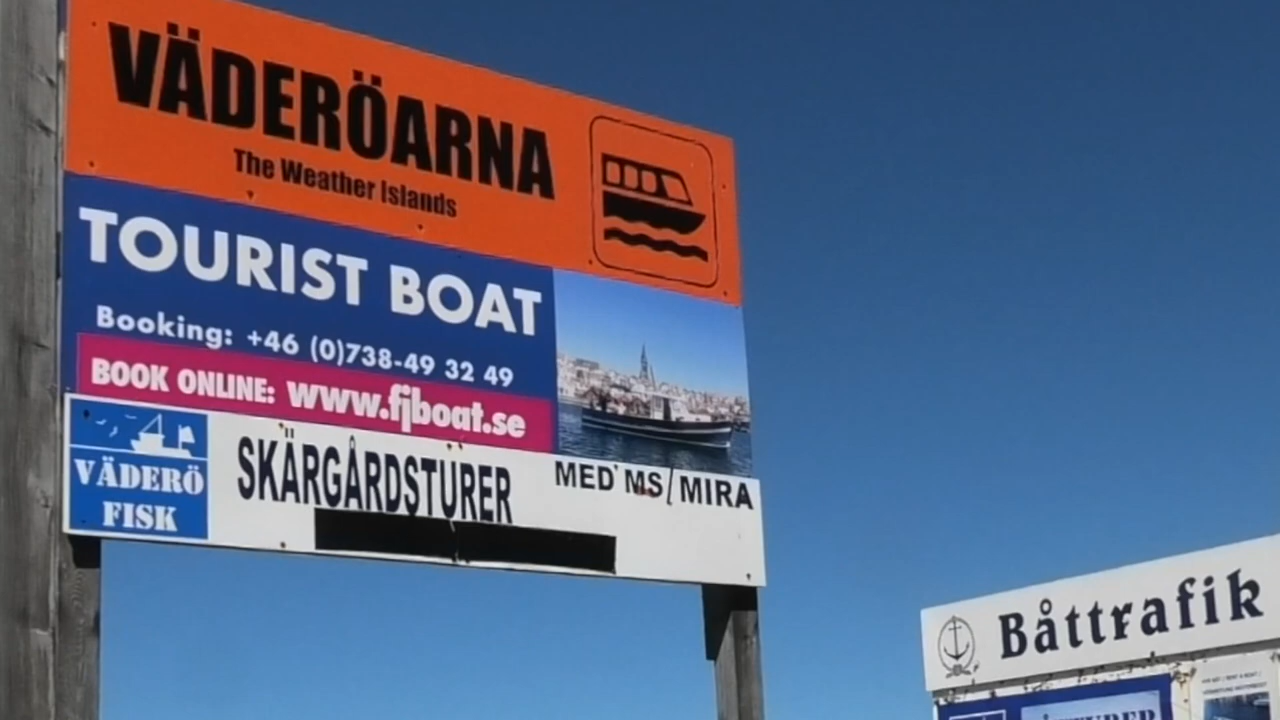 VÄDERÖARNA
The Weather Islands
TOURIST BOAT
Booking: +46 (0)738-49 32 49
BOOK ONLINE: www.fjboat.se
VÄDERÖ
FISK
SKÄRGÅRDSTURER
MED MS/MIRA
Båttrafik